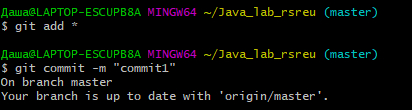 Даша@LAPTOP-ESCUPB8A MINGW64 ~/Java_lab_rsreu (master)
$ git add *
Даша@LAPTOP-ESCUPB8A MINGW64 ~/Java_lab_rsreu (master)
$ git commit -m "commit1"
On branch master
Your branch is up to date with 'origin/master'.